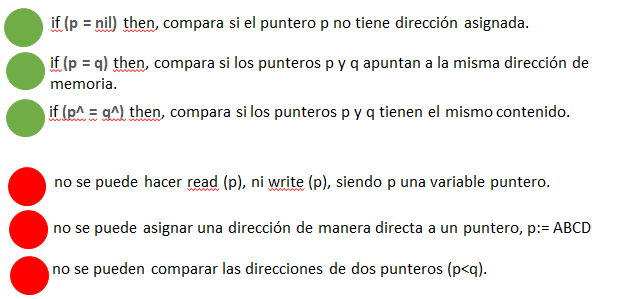 if (p = nil) then, compara si el puntero p no tiene dirección asignada.
if (p = q) then, compara si los punteros p y q apuntan a la misma dirección de
memoria.
if (p^ = q^) then, compara si los punteros p y q tienen el mismo contenido.
no se puede hacer read (p), ni write (p), siendo p una variable puntero.
no se puede asignar una dirección de manera directa a un puntero, p:= ABCD
no se pueden comparar las direcciones de dos punteros (p<q).